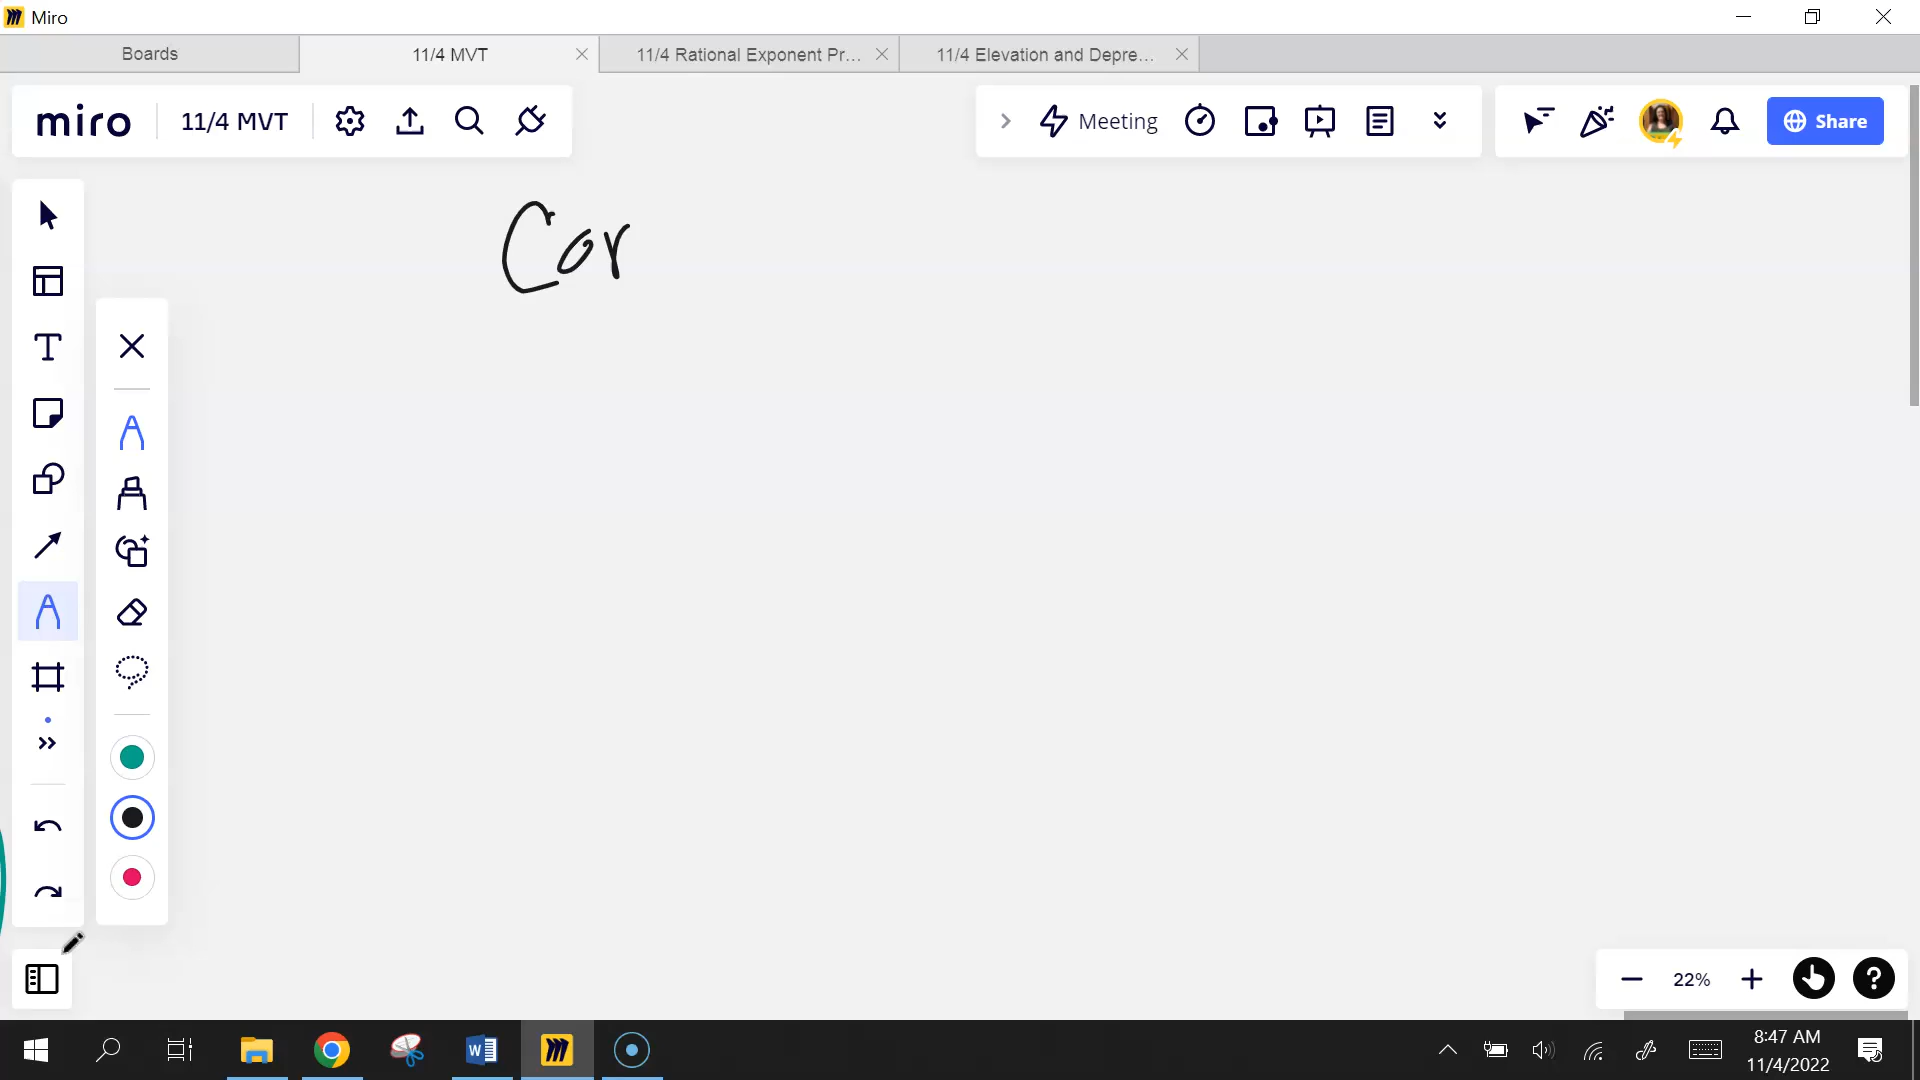 Miro
Boards
11/4 MVT
11/4 Rational Exponent Pr...
11/4 Elevation and Depre...
miro
11/4 MVT
Meeting
Share
Cor
22%
8:47 AM
11/4/2022